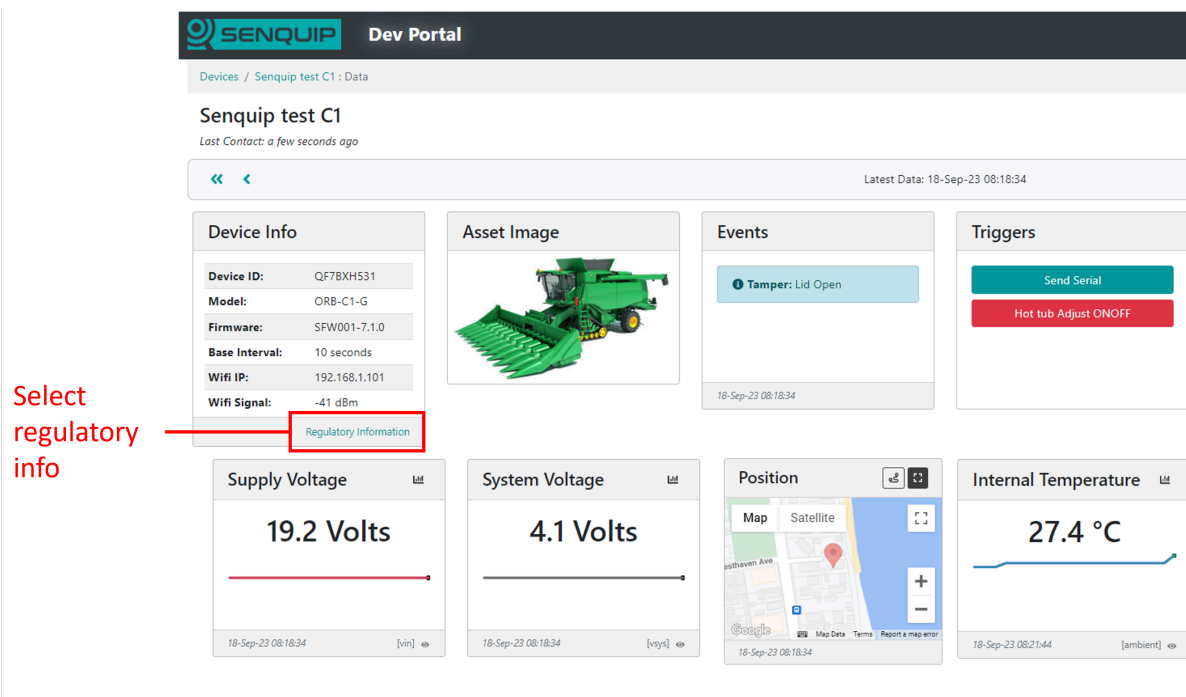 SENQUIP Dev Portal
Devices / Senquip test C1 : Data
Senquip test C1
Last Contact: a few seconds ago
Latest Data: 18-Sep-23 08:18:34
Device Info
Device ID: QF7BXH531
Model: ORB-C1-G
Firmware: SFW001-7.1.0
Base Interval: 10 seconds
Wifi IP: 192.168.1.101
Wifi Signal: -41 dBm
Regulatory Information
Select
regulatory
info
Asset Image
Events
Tamper: Lid Open
18-Sep-23 08:18:34
Triggers
Send Serial
Hot tub Adjust ONOFF
Supply Voltage
19.2 Volts
18-Sep-23 08:18:34 [vin]
System Voltage
4.1 Volts
18-Sep-23 08:18:34 [vsys]
Position
Map Satellite
esthaven Ave
+
−
Google Map Data Terms Report a map error
18-Sep-23 08:18:34
Internal Temperature
27.4 °C
18-Sep-23 08:21:44 [ambient]